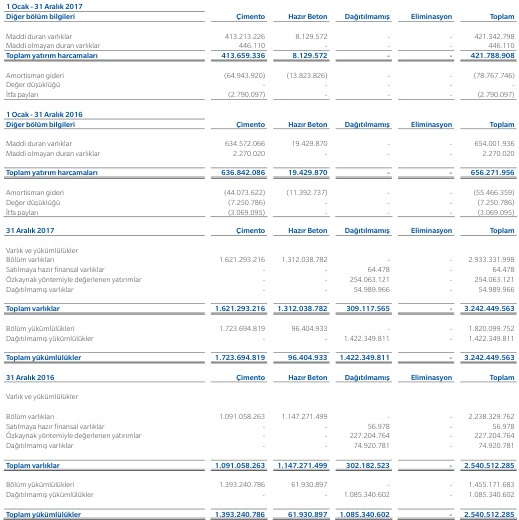 1 Ocak - 31 Aralık 2017
Diğer bölüm bilgileri Çimento Hazır Beton Dağıtılmamış Eliminasyon Toplam
Maddi duran varlıklar 413.213.226 8.129.572 - - 421.342.798
Maddi olmayan duran varlıklar 446.110 - - - 446.110
Toplam yatırım harcamaları 413.659.336 8.129.572 - - 421.788.908
Amortisman gideri (64.943.920) (13.823.826) - - (78.767.746)
Değer düşüklüğü - - - - -
İtfa payları (2.790.097) - - - (2.790.097)
1 Ocak - 31 Aralık 2016
Diğer bölüm bilgileri Çimento Hazır Beton Dağıtılmamış Eliminasyon Toplam
Maddi duran varlıklar 634.572.066 19.429.870 - - 654.001.936
Maddi olmayan duran varlıklar 2.270.020 - - - 2.270.020
Toplam yatırım harcamaları 636.842.086 19.429.870 - - 656.271.956
Amortisman gideri (44.073.622) (11.392.737) - - (55.466.359)
Değer düşüklüğü (7.250.786) - - - (7.250.786)
İtfa payları (3.069.095) - - - (3.069.095)
31 Aralık 2017 Çimento Hazır Beton Dağıtılmamış Eliminasyon Toplam
Varlık ve yükümlülükler
Bölüm varlıkları 1.621.293.216 1.312.038.782 - - 2.933.331.998
Satılmaya hazır finansal varlıklar - - 64.478 - 64.478
Özkaynak yöntemiyle değerlenen yatırımlar - - 254.063.121 - 254.063.121
Dağıtılmamış varlıklar - - 54.989.966 - 54.989.966
Toplam varlıklar 1.621.293.216 1.312.038.782 309.117.565 - 3.242.449.563
Bölüm yükümlülükleri 1.723.694.819 96.404.933 - - 1.820.099.752
Dağıtılmamış yükümlülükler - - 1.422.349.811 - 1.422.349.811
Toplam yükümlülükler 1.723.694.819 96.404.933 1.422.349.811 - 3.242.449.563
31 Aralık 2016 Çimento Hazır Beton Dağıtılmamış Eliminasyon Toplam
Varlık ve yükümlülükler
Bölüm varlıkları 1.091.058.263 1.147.271.499 - - 2.238.329.762
Satılmaya hazır finansal varlıklar - - 56.978 - 56.978
Özkaynak yöntemiyle değerlenen yatırımlar - - 227.204.764 - 227.204.764
Dağıtılmamış varlıklar - - 74.920.781 - 74.920.781
Toplam varlıklar 1.091.058.263 1.147.271.499 302.182.523 - 2.540.512.285
Bölüm yükümlülükleri 1.393.240.786 61.930.897 - - 1.455.171.683
Dağıtılmamış yükümlülükler - - 1.085.340.602 - 1.085.340.602
Toplam yükümlülükler 1.393.240.786 61.930.897 1.085.340.602 - 2.540.512.285